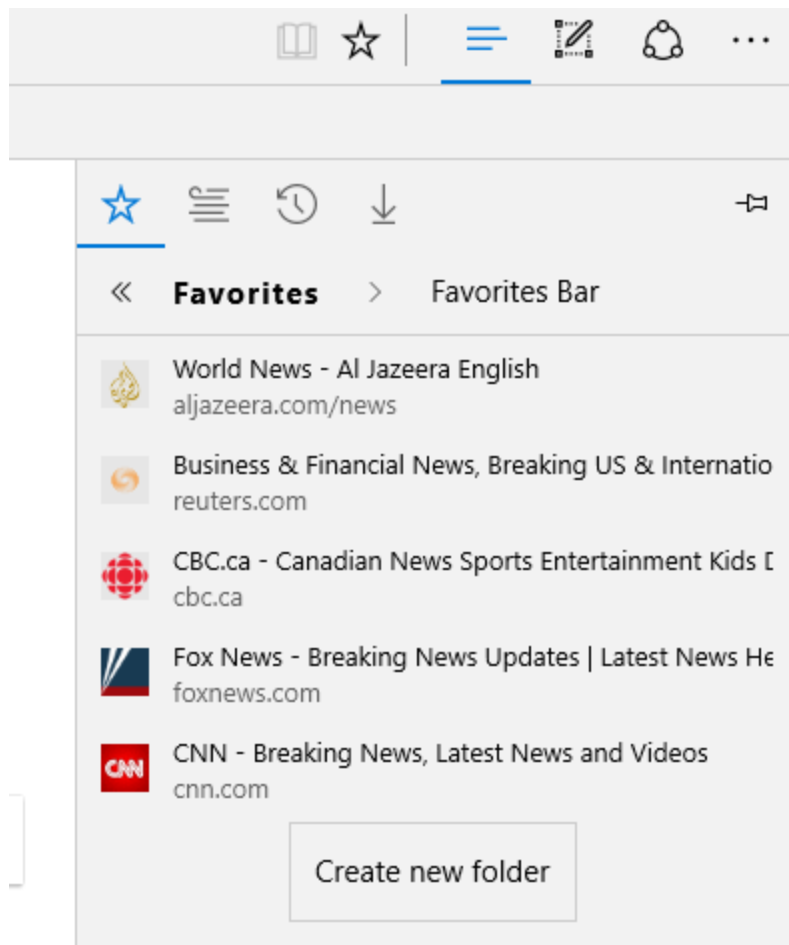 Favorites > Favorites Bar
World News - Al Jazeera English
aljazeera.com/news
Business & Financial News, Breaking US & Internatio
reuters.com
CBC.ca - Canadian News Sports Entertainment Kids D
cbc.ca
Fox News - Breaking News Updates | Latest News He
foxnews.com
CNN
CNN - Breaking News, Latest News and Videos
cnn.com
Create new folder